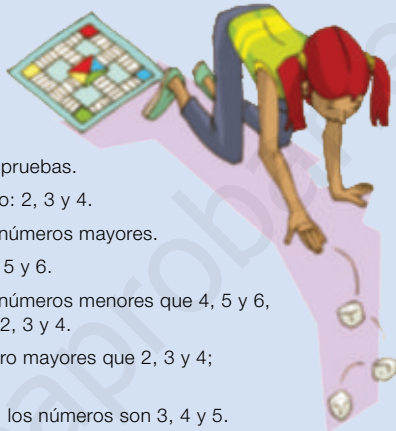 pruebas.
o: 2, 3 y 4.
números mayores.
5 y 6.
números menores que 4, 5 y 6,
2, 3 y 4.
ro mayores que 2, 3 y 4;
los números son 3, 4 y 5.